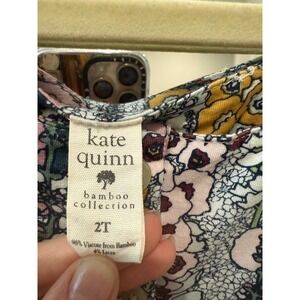 kate
quinn
bamboo
collection
2T
96% Viscose from Bamboo
4% Lycra